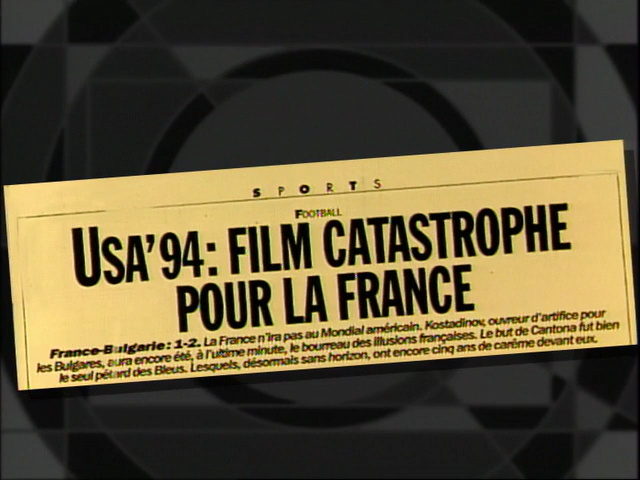 SPORTS
FOOTBALL
USA'94: FILM CATASTROPHE
POUR LA FRANCE
France-Bulgarie: 1-2. La France n'ira pas au Mondial américain. Kostadinov, ouvreur d'artifice pour
les Bulgares, aura encore été, à l'ultime minute, le bourreau des illusions françaises. Le but de Cantona fut bien
le seul pétard des Bleus. Lesquels, désormais sans horizon, ont encore cinq ans de carême devant eux.